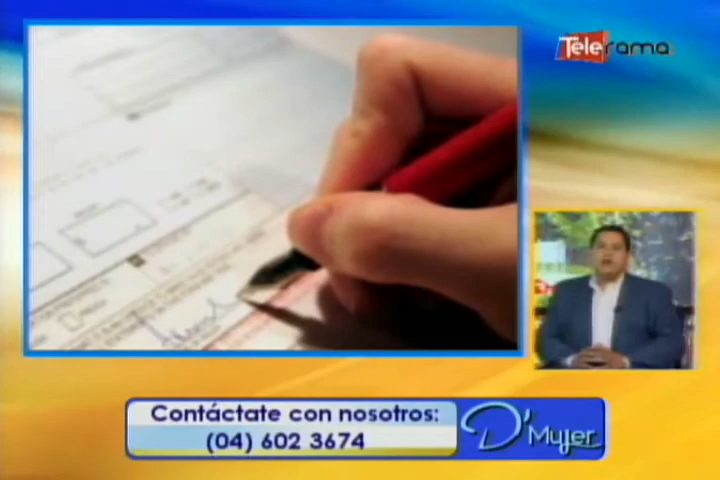 Telerama
Contáctate con nosotros:
(04) 602 3674
D'Mujer